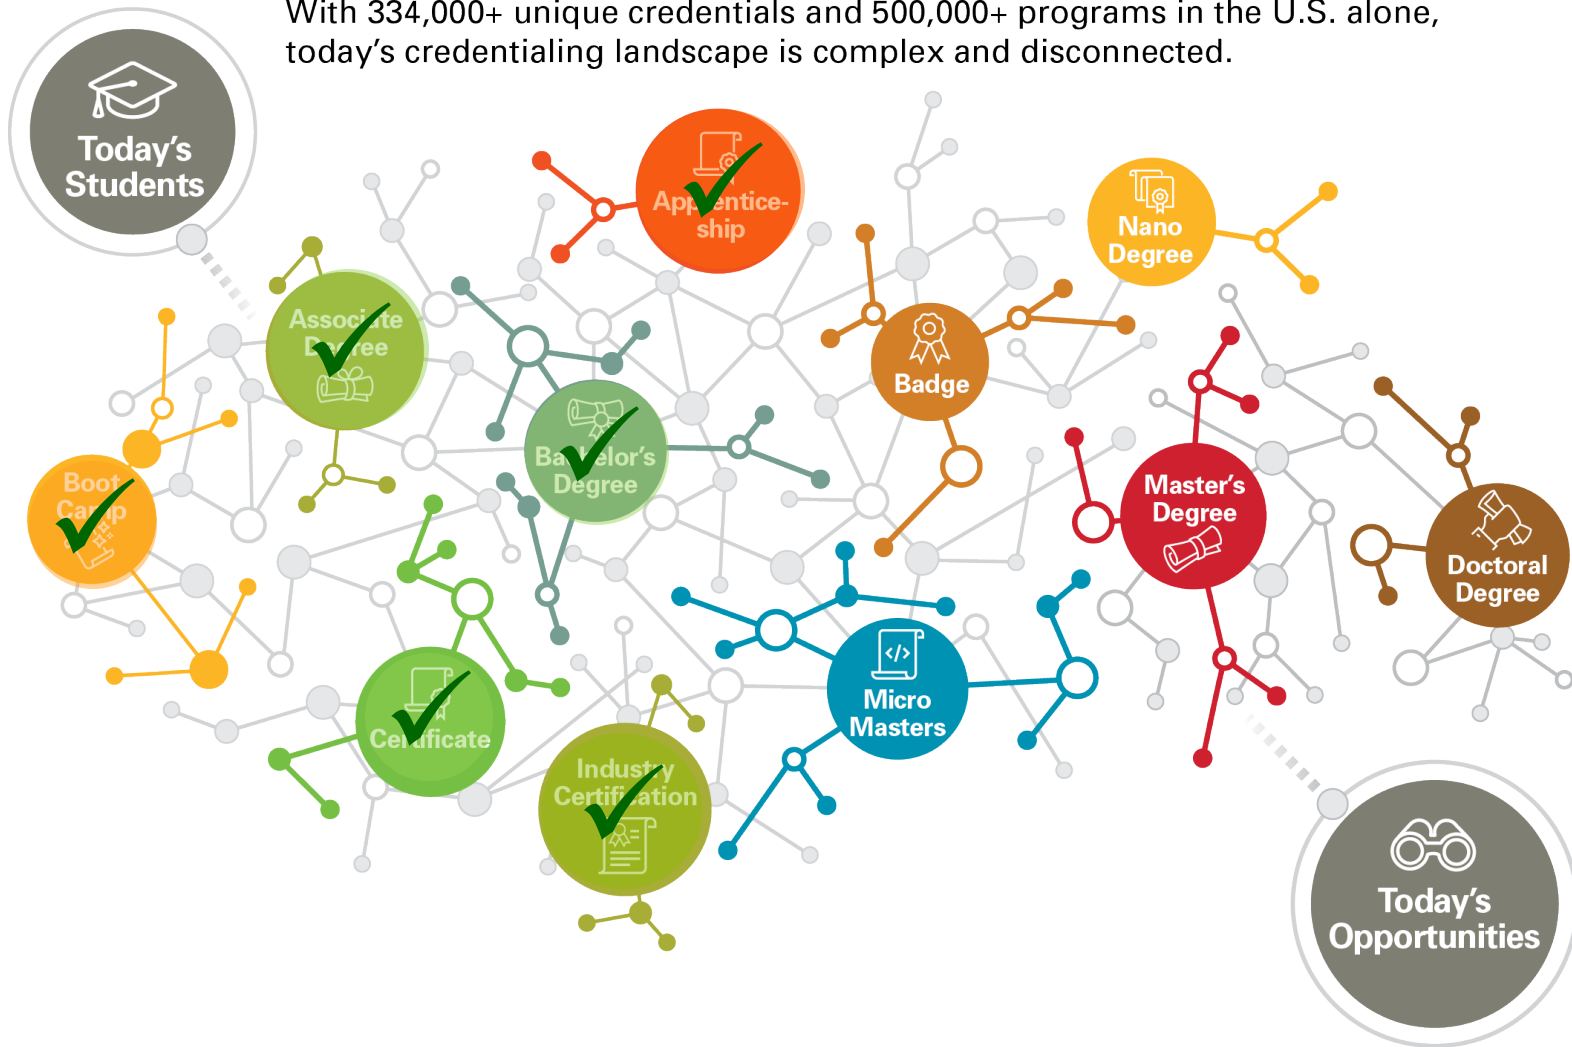 With 334,000+ unique credentials and 500,000+ programs in the U.S. alone,
today's credentialing landscape is complex and disconnected.
Today's
Students
Apprentice-
ship
Nano
Degree
Associate
Degree
Badge
Bachelor's
Degree
Boot
Camp
Master's
Degree
Doctoral
Degree
Certificate
</>
Micro
Masters
Industry
Certification
Today's
Opportunities